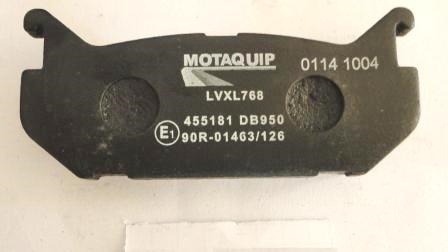 MOTAQUIP
0114 1004
LVXL768
455181 DB950
E1 90R-01463/126